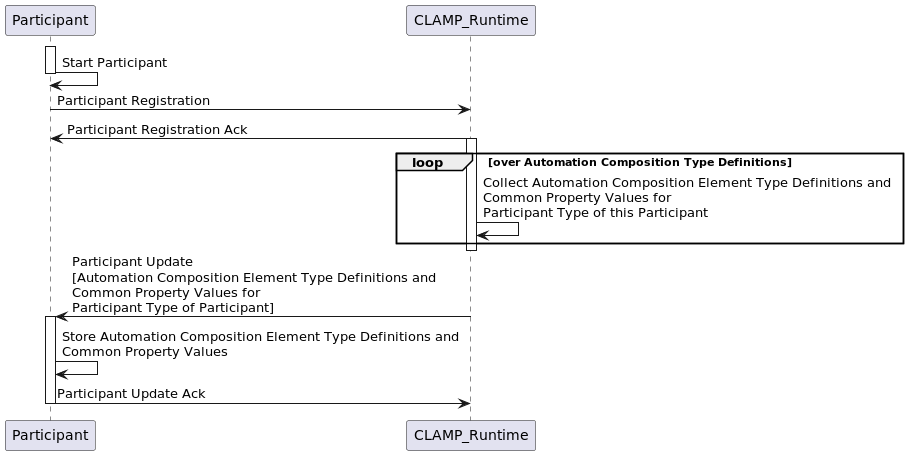 Participant
CLAMP_Runtime
Start Participant
Participant Registration
Participant Registration Ack
loop
[over Automation Composition Type Definitions]
Collect Automation Composition Element Type Definitions and
Common Property Values for
Participant Type of this Participant
Participant Update
[Automation Composition Element Type Definitions and
Common Property Values for
Participant Type of Participant]
Store Automation Composition Element Type Definitions and
Common Property Values
Participant Update Ack
Participant
CLAMP_Runtime